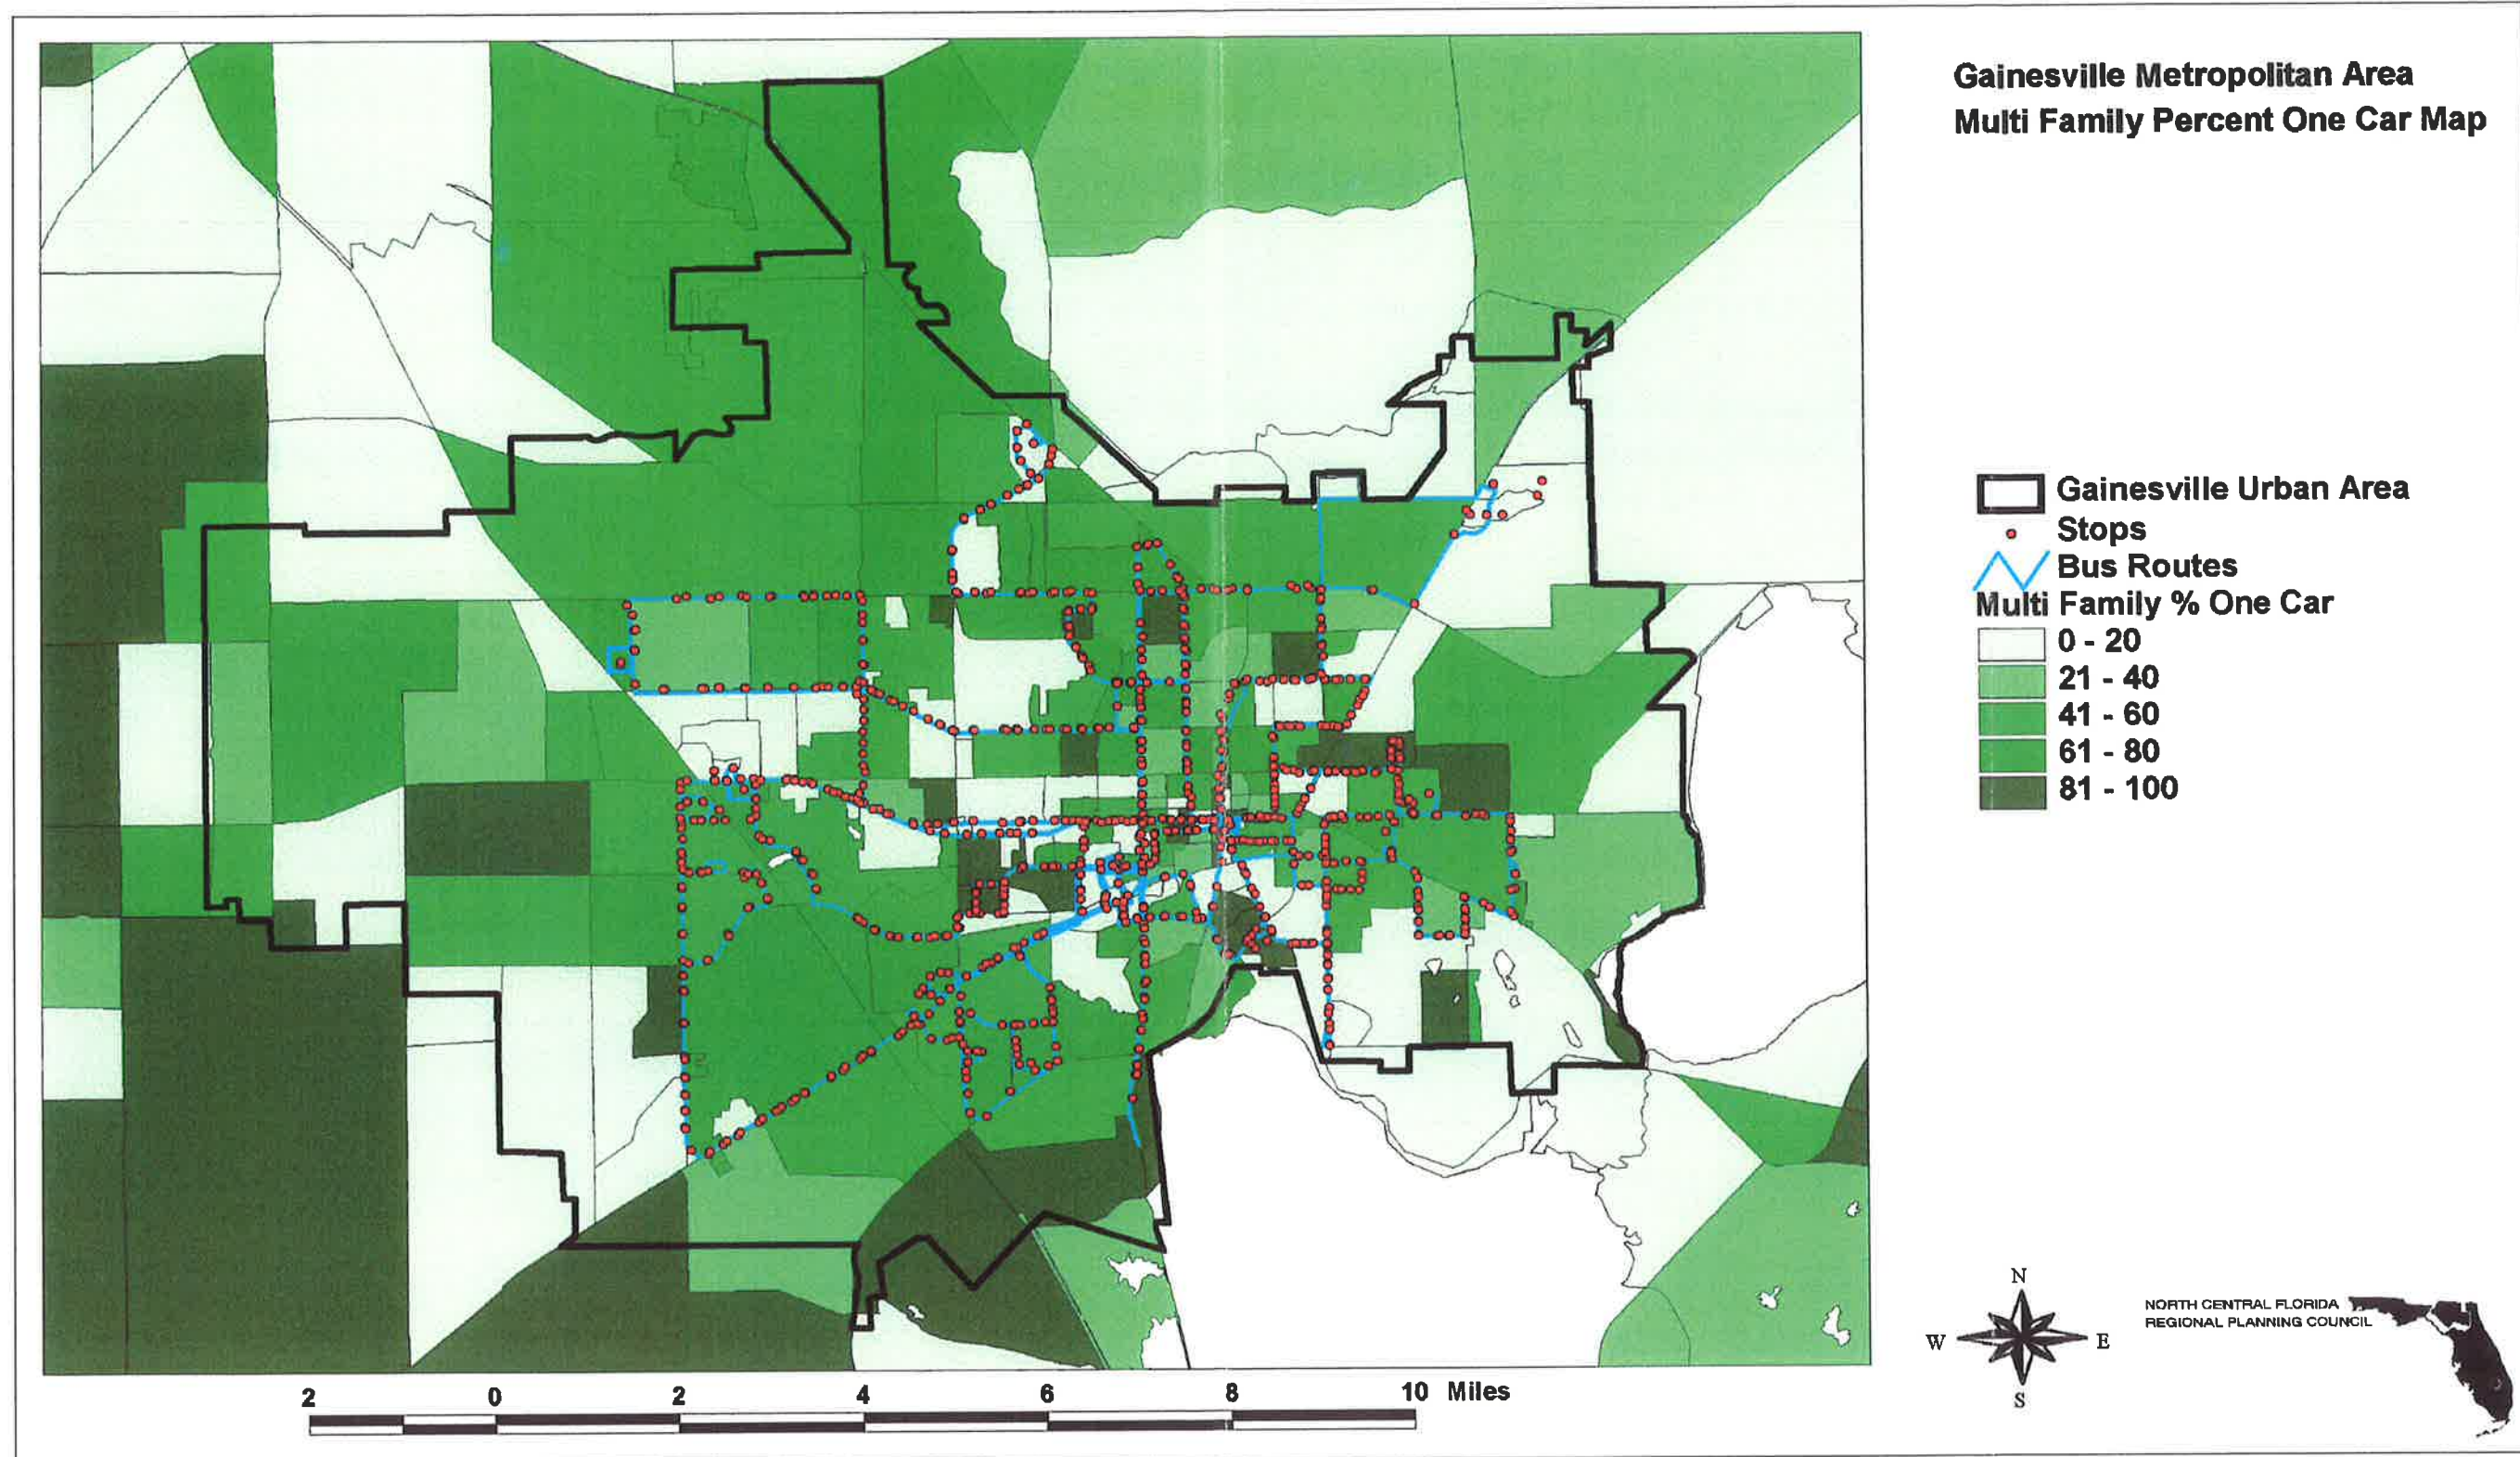 Gainesville Metropolitan Area
Multi Family Percent One Car Map
Gainesville Urban Area
Stops
Bus Routes
Multi Family % One Car
0 - 20
21 - 40
41 - 60
61 - 80
81 - 100
N
W E
S
NORTH CENTRAL FLORIDA
REGIONAL PLANNING COUNCIL
2 0 2 4 6 8 10 Miles